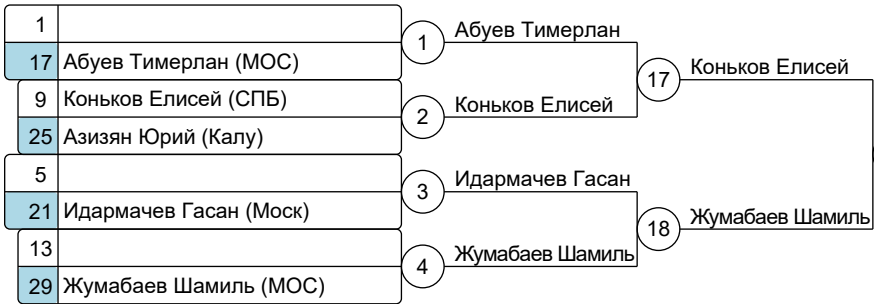 1
17 Абуев Тимерлан (МОС)
1
Абуев Тимерлан
9 Коньков Елисей (СПБ)
25 Азизян Юрий (Калу)
2
Коньков Елисей
17
Коньков Елисей
5
21 Идармачев Гасан (Моск)
3
Идармачев Гасан
13
29 Жумабаев Шамиль (МОС)
4
Жумабаев Шамиль
18
Жумабаев Шамиль